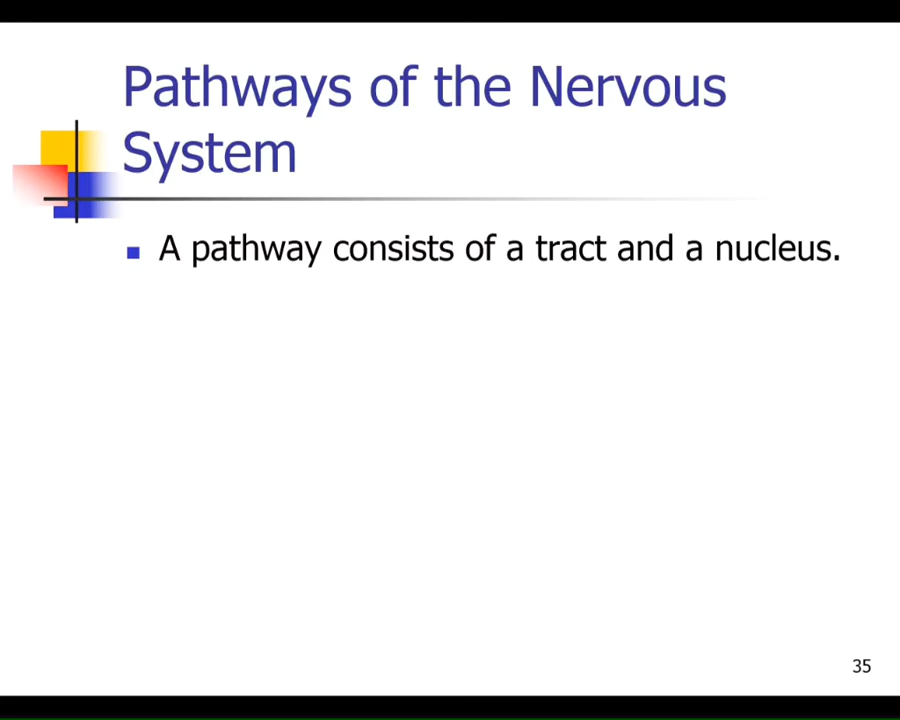 Pathways of the Nervous
System
A pathway consists of a tract and a nucleus.
35